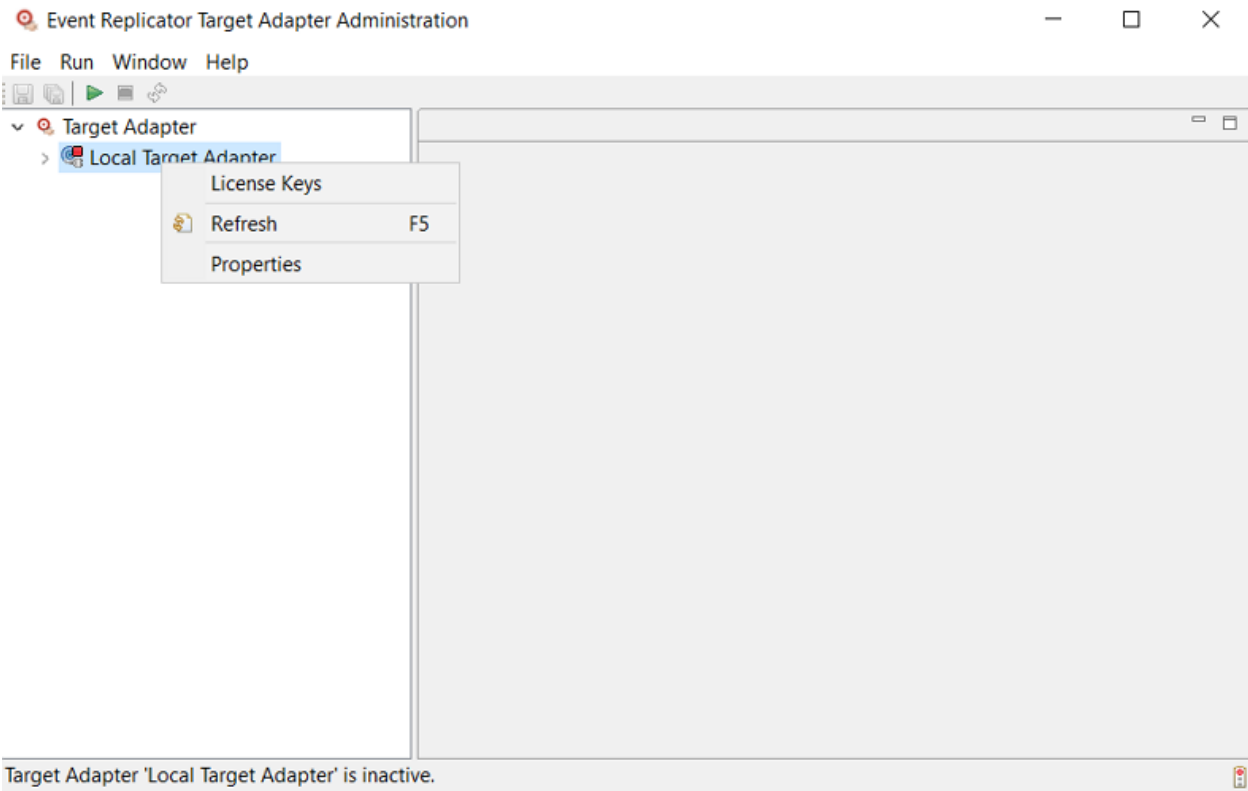 Event Replicator Target Adapter Administration
File Run Window Help
Target Adapter
Local Target Adapter
License Keys
Refresh F5
Properties
Target Adapter 'Local Target Adapter' is inactive.